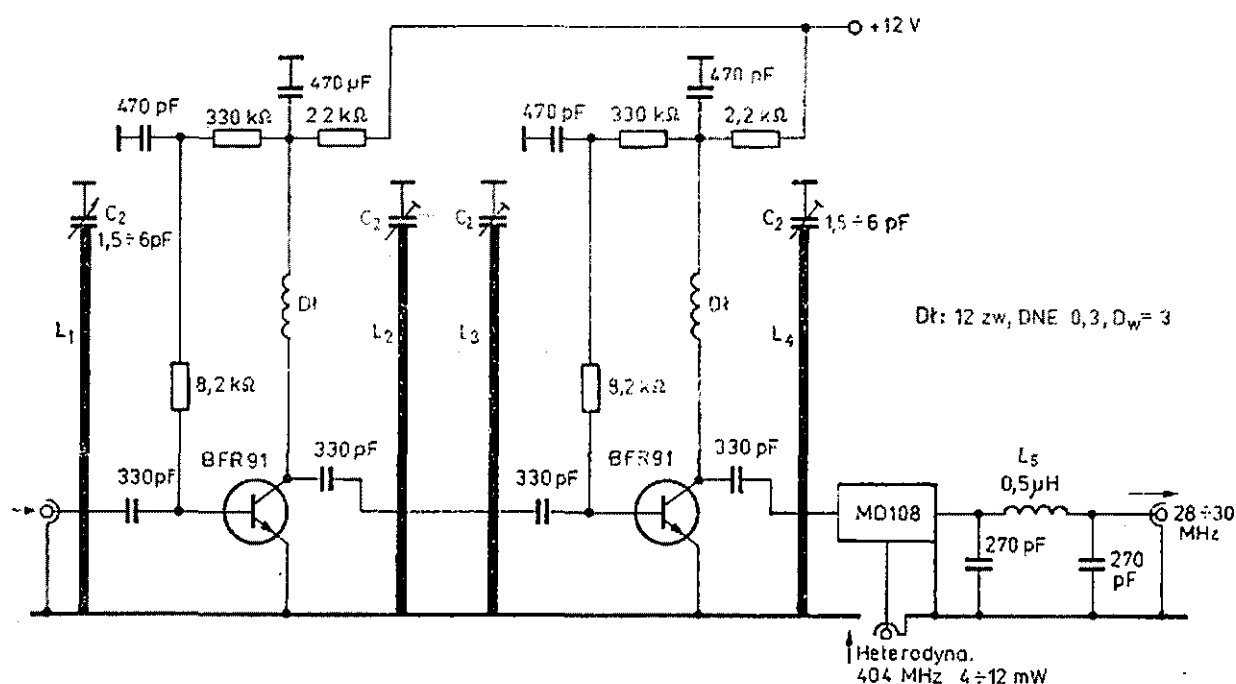 +12 V
470 µF
470 pF
330 kΩ
22 kΩ
470 pF
470 pF
330 kΩ
2,2 kΩ
C2
1,5÷6pF
C2
C2
C2
1,5÷6 pF
L1
Dł
L2
L3
Dł
L4
Dł: 12 zw, DNE 0,3, Dw= 3
8,2 kΩ
8,2 kΩ
330pF
BFR91
330 pF
330 pF
BFR91
330 pF
L5
0,5µH
MD108
28÷30
MHz
270 pF
270
pF
Heterodyna.
404 MHz 4÷12 mW